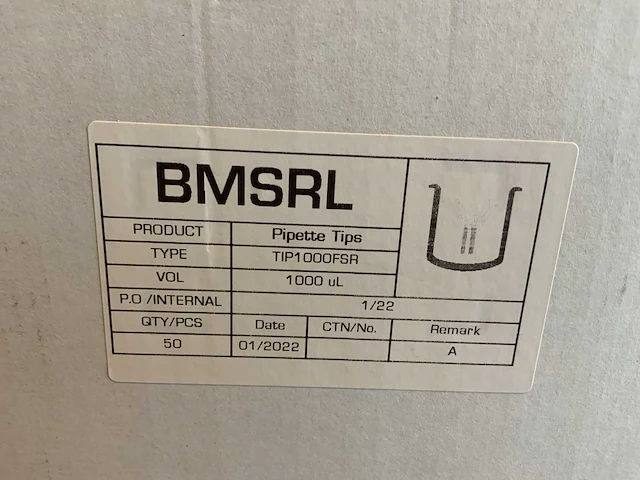 BMSRL
PRODUCT Pipette Tips
TYPE TIP1000FSR
VOL 1000 uL
P.O /INTERNAL 1/22
QTY/PCS Date CTN/No. Remark
50 01/2022 A